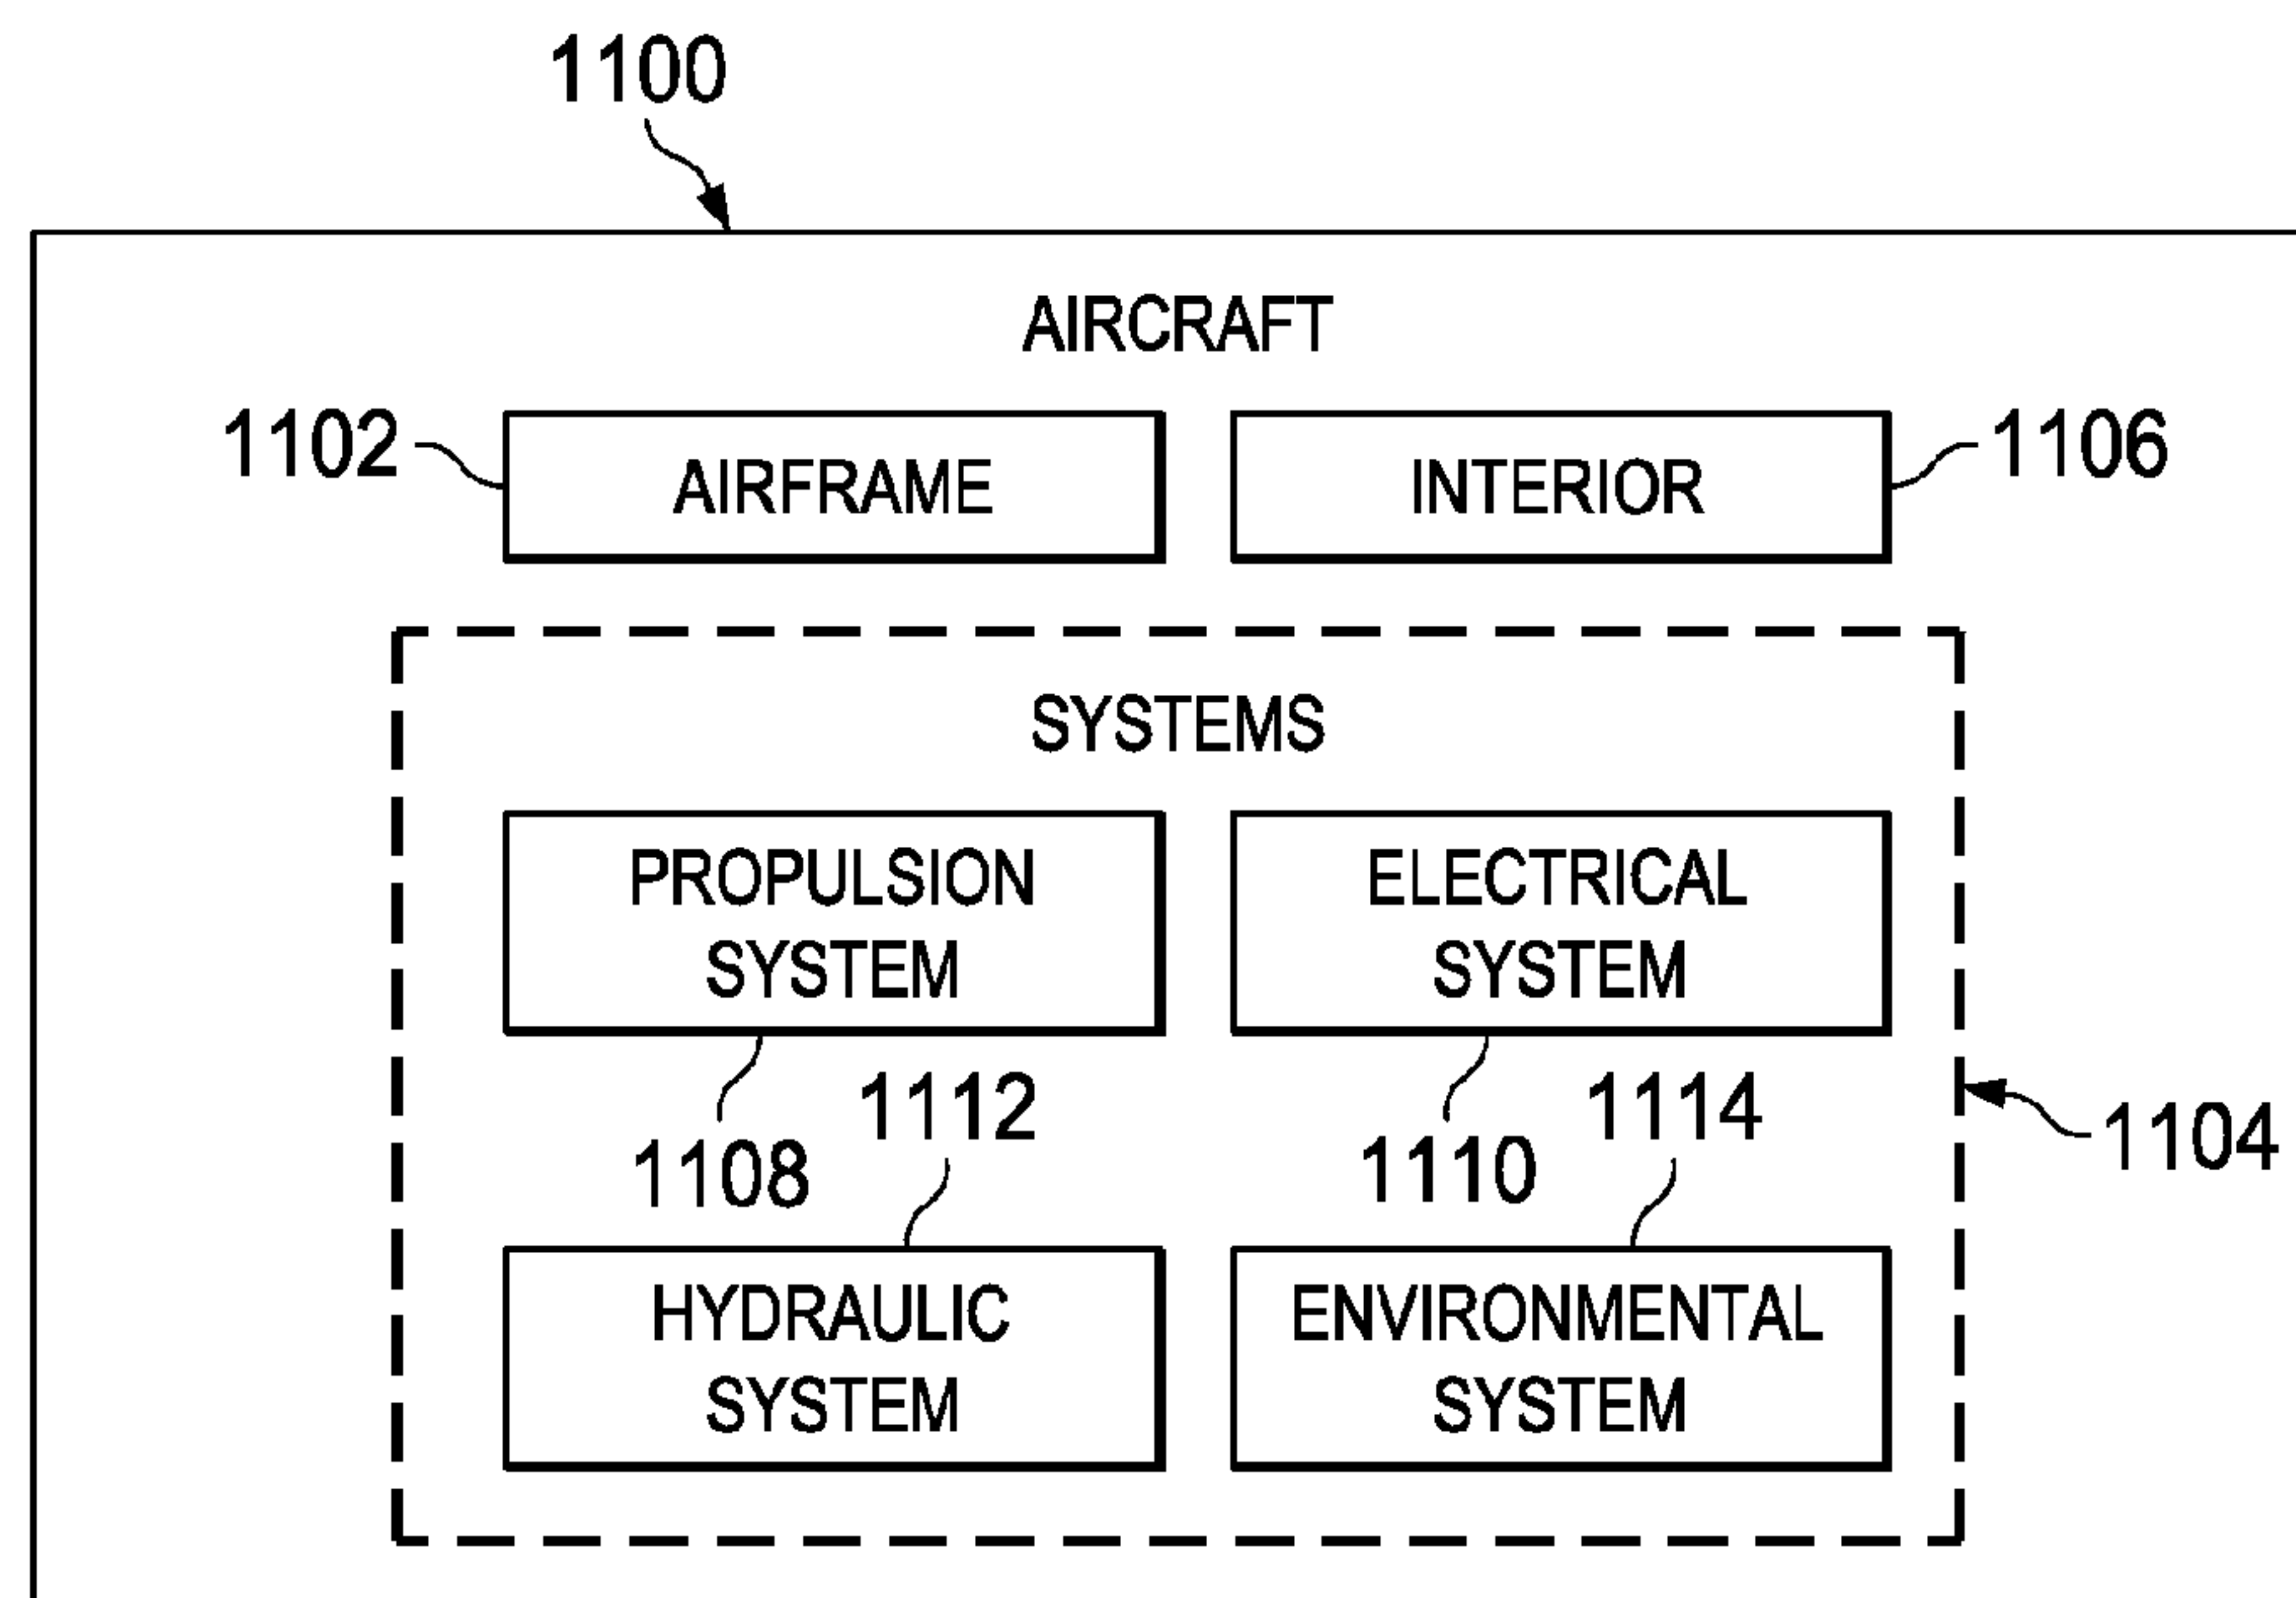 1100
AIRCRAFT
1102
AIRFRAME
INTERIOR
1106
SYSTEMS
PROPULSION
SYSTEM
ELECTRICAL
SYSTEM
1108
1112
1110
1114
1104
HYDRAULIC
SYSTEM
ENVIRONMENTAL
SYSTEM